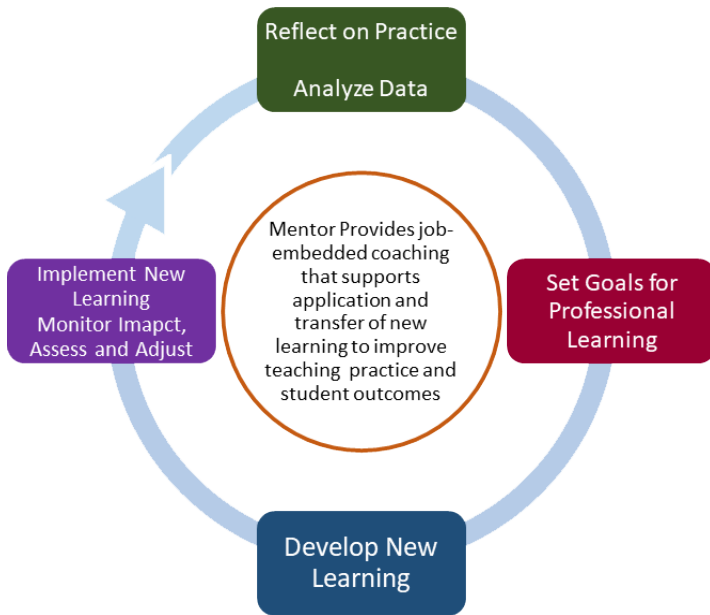 Reflect on Practice
Analyze Data
Mentor Provides job-
embedded coaching
that supports
application and
transfer of new
learning to improve
teaching practice and
student outcomes
Set Goals for
Professional
Learning
Develop New
Learning
Implement New
Learning
Monitor Imapct,
Assess and Adjust